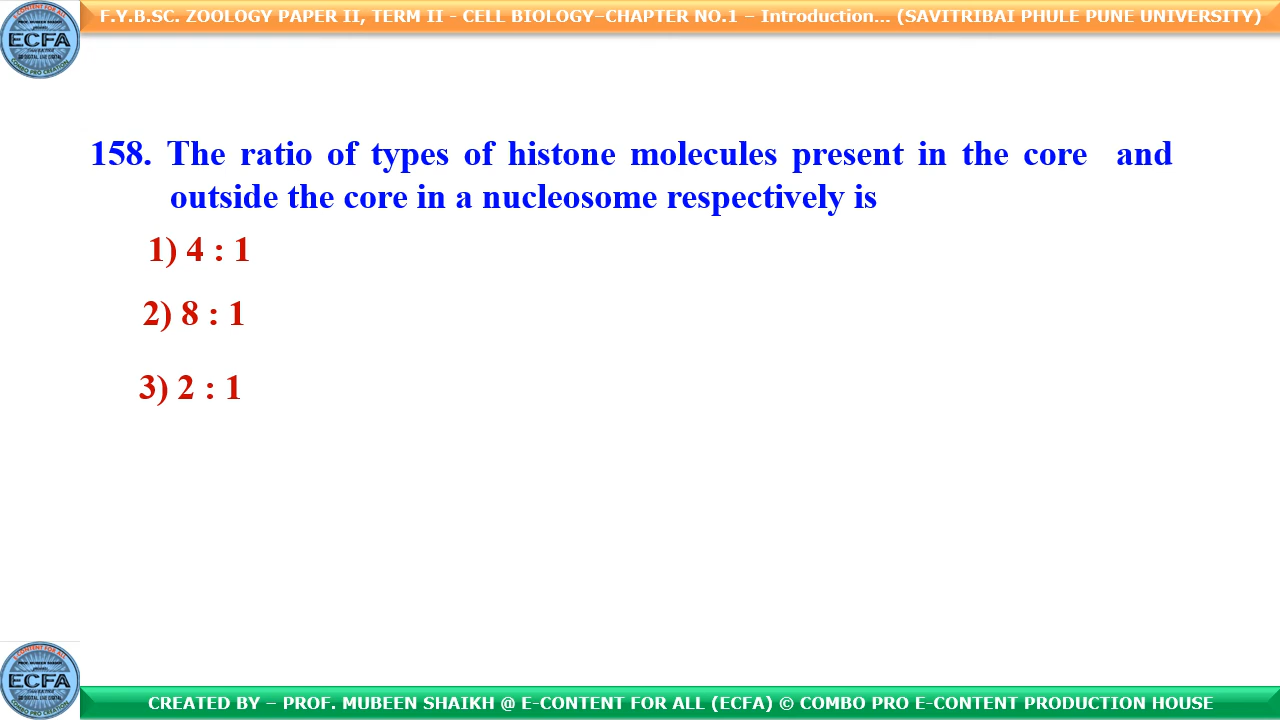 F.Y.B.SC. ZOOLOGY PAPER II, TERM II - CELL BIOLOGY–CHAPTER NO.1 – Introduction... (SAVITRIBAI PHULE PUNE UNIVERSITY)
ECFA
158. The ratio of types of histone molecules present in the core and
outside the core in a nucleosome respectively is
1) 4 : 1
2) 8 : 1
3) 2 : 1
ECFA
CREATED BY – PROF. MUBEEN SHAIKH @ E-CONTENT FOR ALL (ECFA) © COMBO PRO E-CONTENT PRODUCTION HOUSE